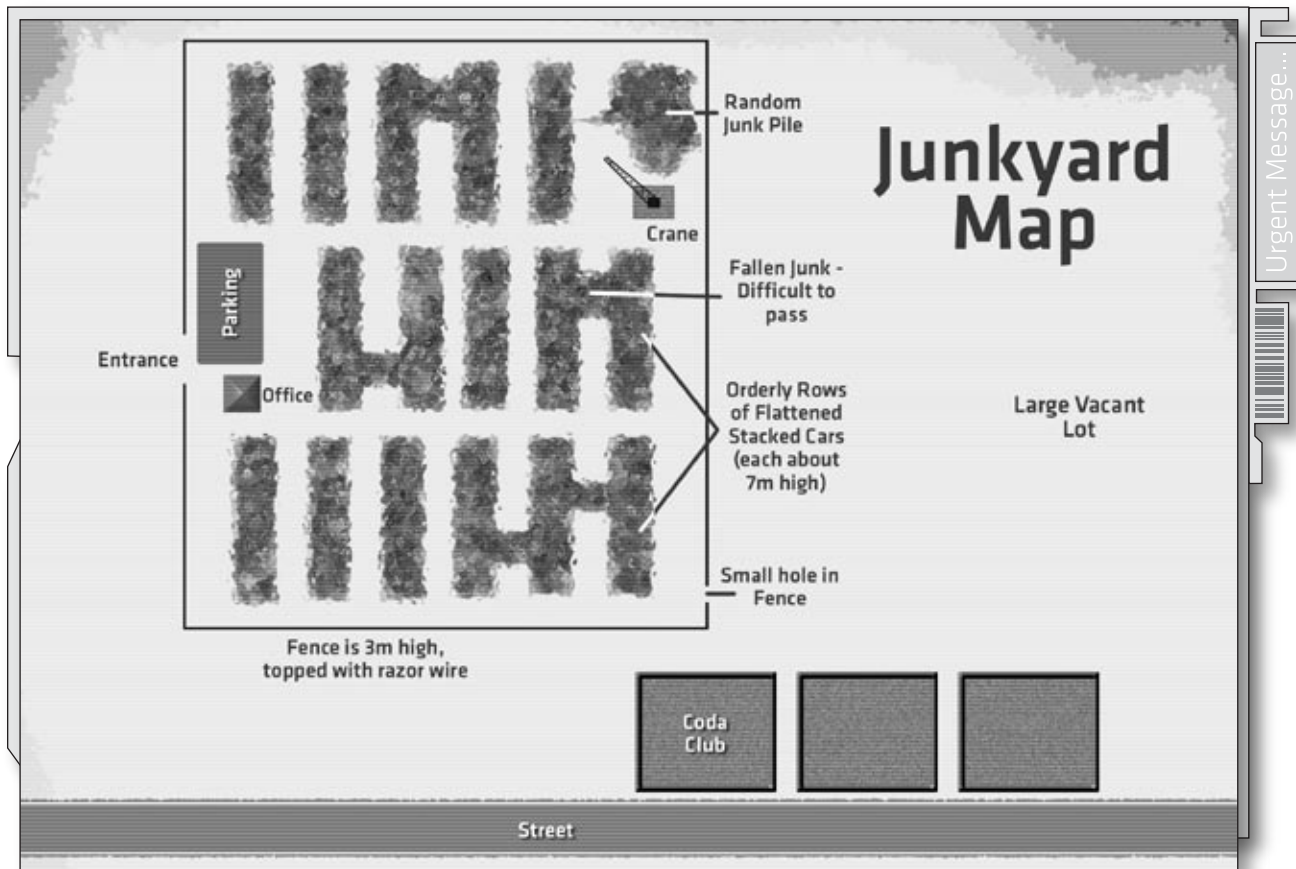 Urgent Message...
Junkyard
Map
Random
Junk Pile
Crane
Parking
Fallen Junk -
Difficult to
pass
Entrance
Office
Orderly Rows
of Flattened
Stacked Cars
(each about
7m high)
Large Vacant
Lot
Small hole in
Fence
Fence is 3m high,
topped with razor wire
Coda
Club
Street